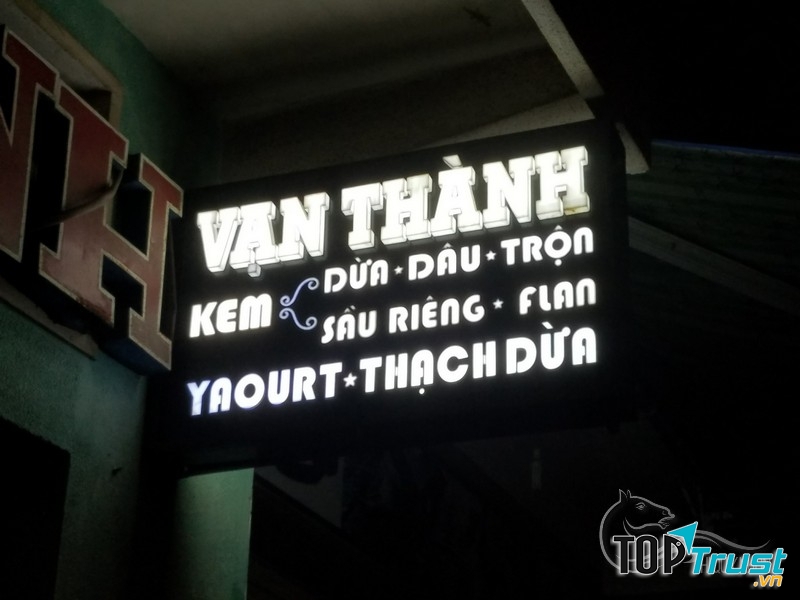 VẠN THÀNH
KEM
DỪA★DÂU★TRỘN
SẦU RIÊNG★ FLAN
YAOURT★THẠCH DỪA
NH
TOPTrust.vn